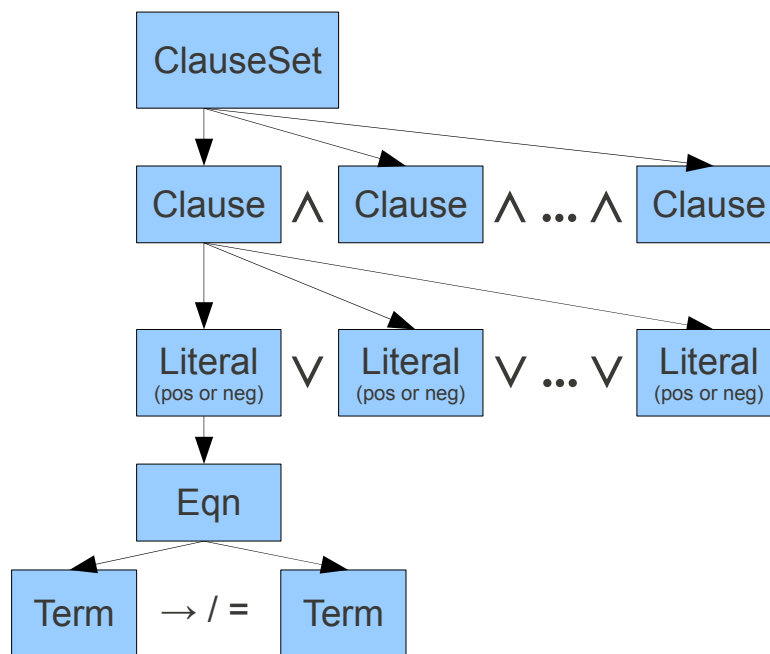 ClauseSet
Clause ∧ Clause ∧ ... ∧ Clause
Literal ∨ Literal ∨ ... ∨ Literal
(pos or neg) (pos or neg) (pos or neg)
Eqn
Term → / = Term